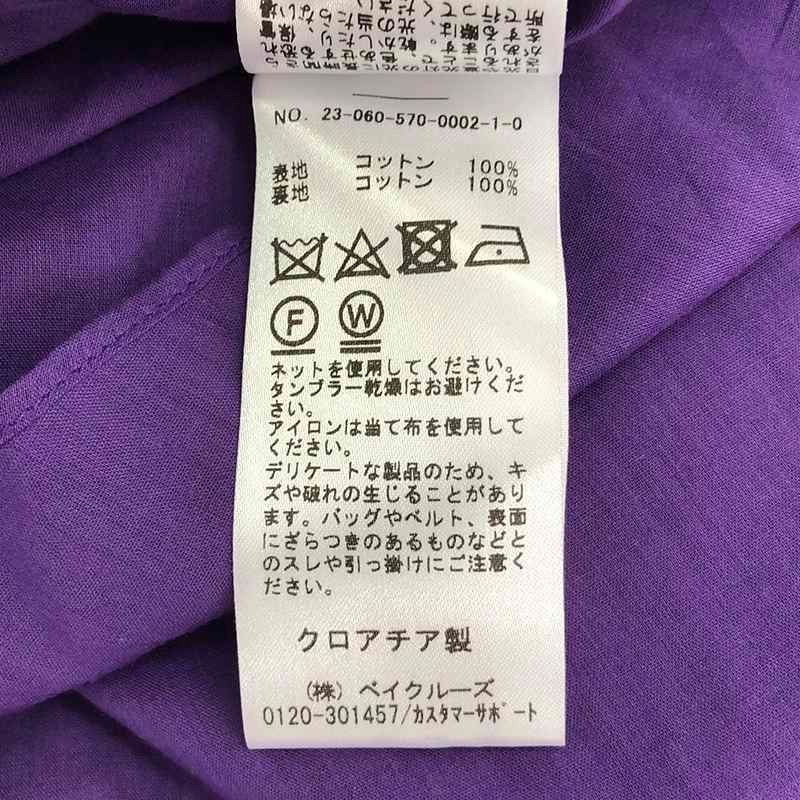 NO. 23-060-570-0002-1-0
表地 コットン 100%
裏地 コットン 100%
F W
ネットを使用してください。
タンブラー乾燥はお避けくだ
さい。
アイロンは当て布を使用して
ください。
デリケートな製品のため、キ
ズや破れの生じることがあり
ます。バッグやベルト、表面
にざらつきのあるものなどと
のスレや引っ掛けにご注意く
ださい。
クロアチア製
(株) ベイクルーズ
0120-301457/ｶｽﾀﾏｰｻﾎﾟｰﾄ